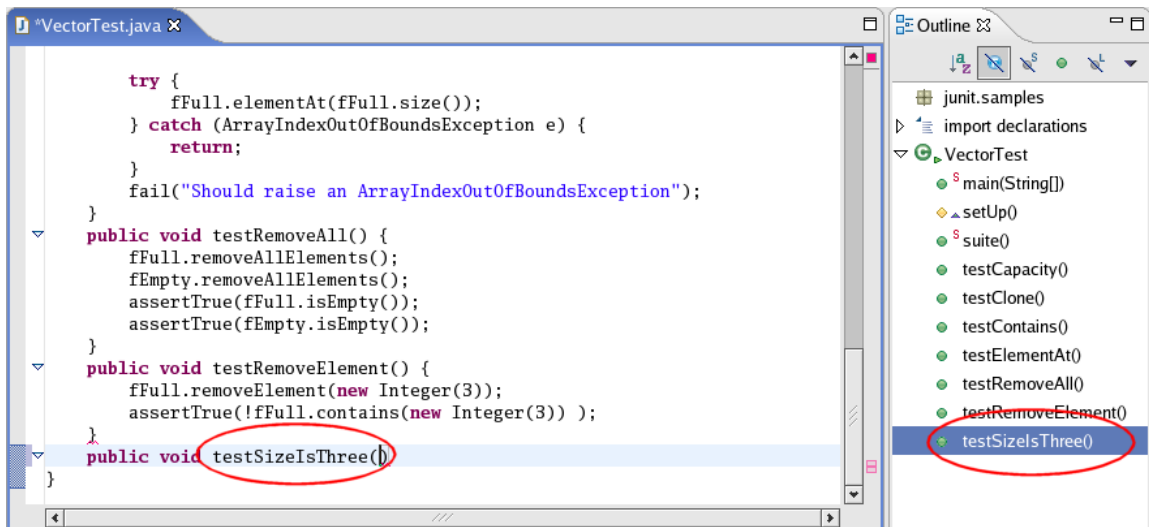 *VectorTest.java
try {
fFull.elementAt(fFull.size());
} catch (ArrayIndexOutOfBoundsException e) {
return;
}
fail("Should raise an ArrayIndexOutOfBoundsException");
}
public void testRemoveAll() {
fFull.removeAllElements();
fEmpty.removeAllElements();
assertTrue(fFull.isEmpty());
assertTrue(fEmpty.isEmpty());
}
public void testRemoveElement() {
fFull.removeElement(new Integer(3));
assertTrue(!fFull.contains(new Integer(3)) );
}
public void testSizeIsThree()
}
Outline
junit.samples
import declarations
VectorTest
S main(String[])
setUp()
S suite()
testCapacity()
testClone()
testContains()
testElementAt()
testRemoveAll()
testRemoveElement()
testSizeIsThree()